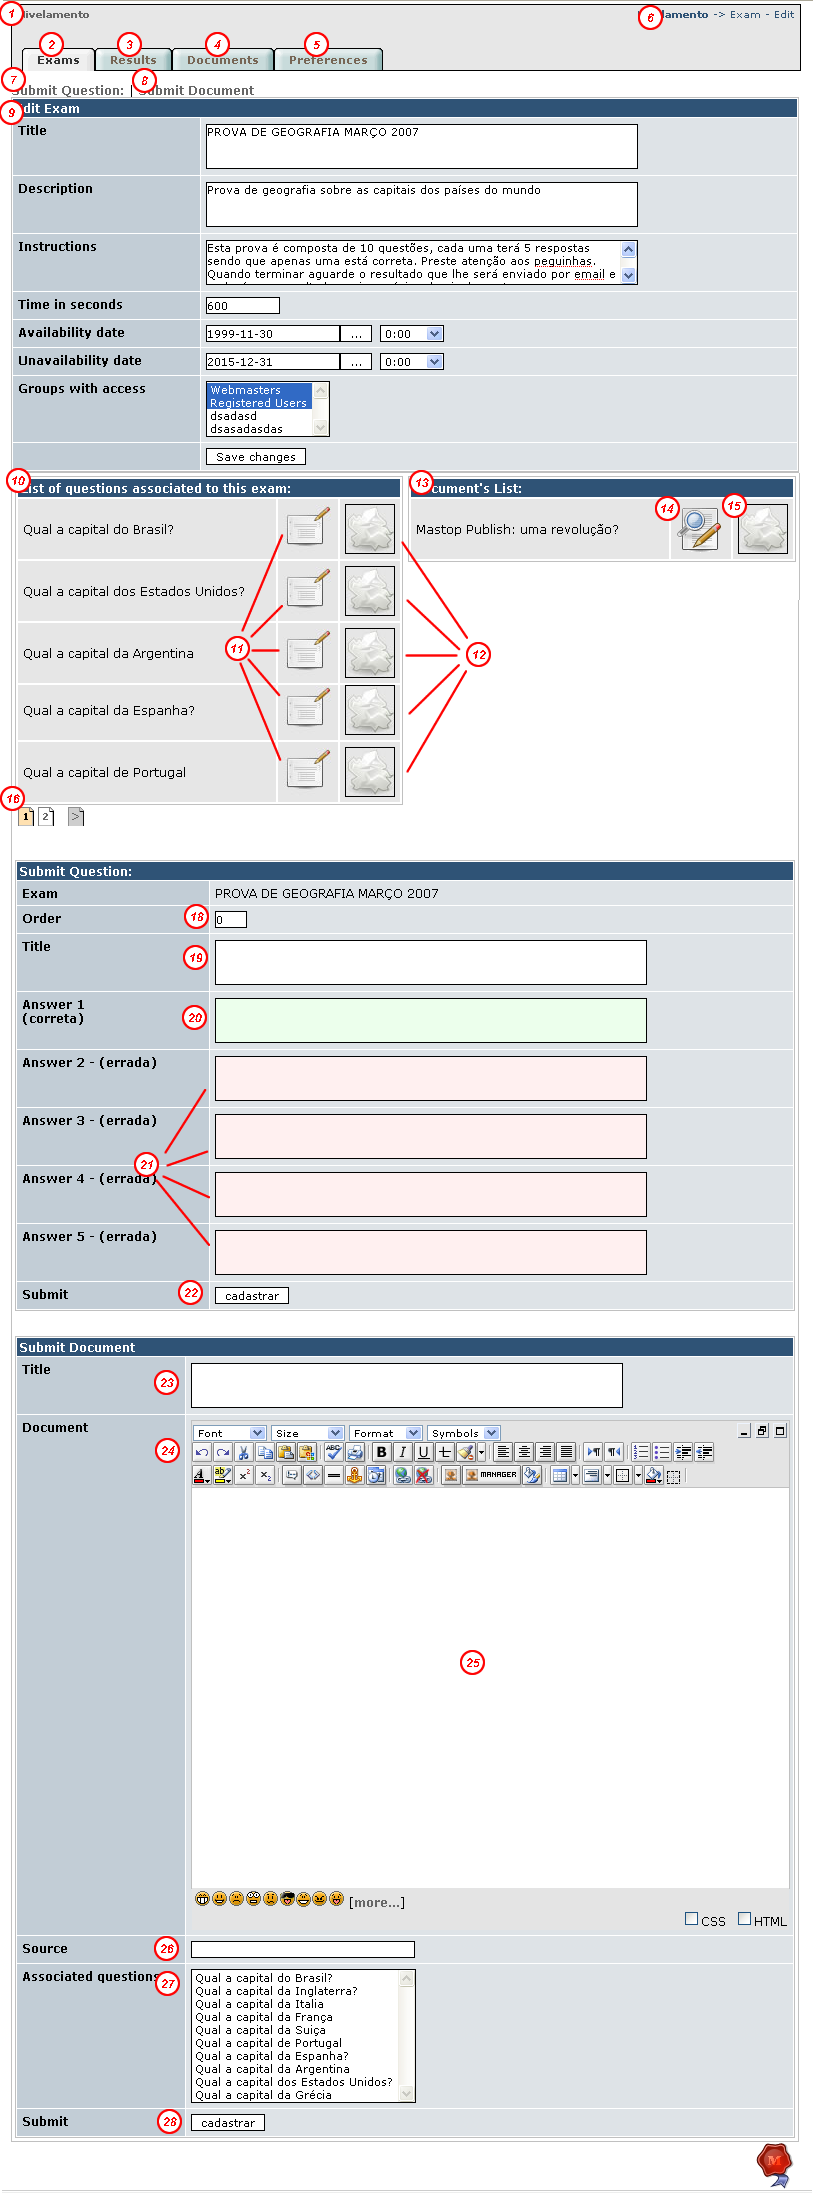 1 ivelamento
6 amento -> Exam - Edit
2 3 4 5
Exams Results Documents Preferences
7 8
Submit Question: | Submit Document
9 dit Exam
Title
PROVA DE GEOGRAFIA MARÇO 2007
Description
Prova de geografia sobre as capitais dos países do mundo
Instructions
Esta prova é composta de 10 questões, cada uma terá 5 respostas
sendo que apenas uma está correta. Preste atenção aos peguinhas.
Quando terminar aguarde o resultado que lhe será enviado por email e
Time in seconds
600
Availability date
1999-11-30 ... 0:00
Unavailability date
2015-12-31 ... 0:00
Groups with access
Webmasters
Registered Users
dsadasd
dsasadasdas
Save changes
10 List of questions associated to this exam:
Qual a capital do Brasil?
Qual a capital dos Estados Unidos?
Qual a capital da Argentina
11
12
Qual a capital da Espanha?
Qual a capital de Portugal
16
1 2 >
13 ocument's List:
Mastop Publish: uma revolução?
14 15
Submit Question:
Exam PROVA DE GEOGRAFIA MARÇO 2007
Order 18 0
Title 19
Answer 1
(correta) 20
Answer 2 - (errada)
Answer 3 - (errada)
21
Answer 4 - (errada)
Answer 5 - (errada)
Submit 22 cadastrar
Submit Document
Title 23
Document 24
Font Size Format Symbols
ABC
B I U
MANAGER
25
[more...]
CSS HTML
Source 26
Associated questions 27
Qual a capital do Brasil?
Qual a capital da Inglaterra?
Qual a capital da Italia
Qual a capital da França
Qual a capital da Suiça
Qual a capital de Portugal
Qual a capital da Espanha?
Qual a capital da Argentina
Qual a capital dos Estados Unidos?
Qual a capital da Grécia
Submit 28 cadastrar
M